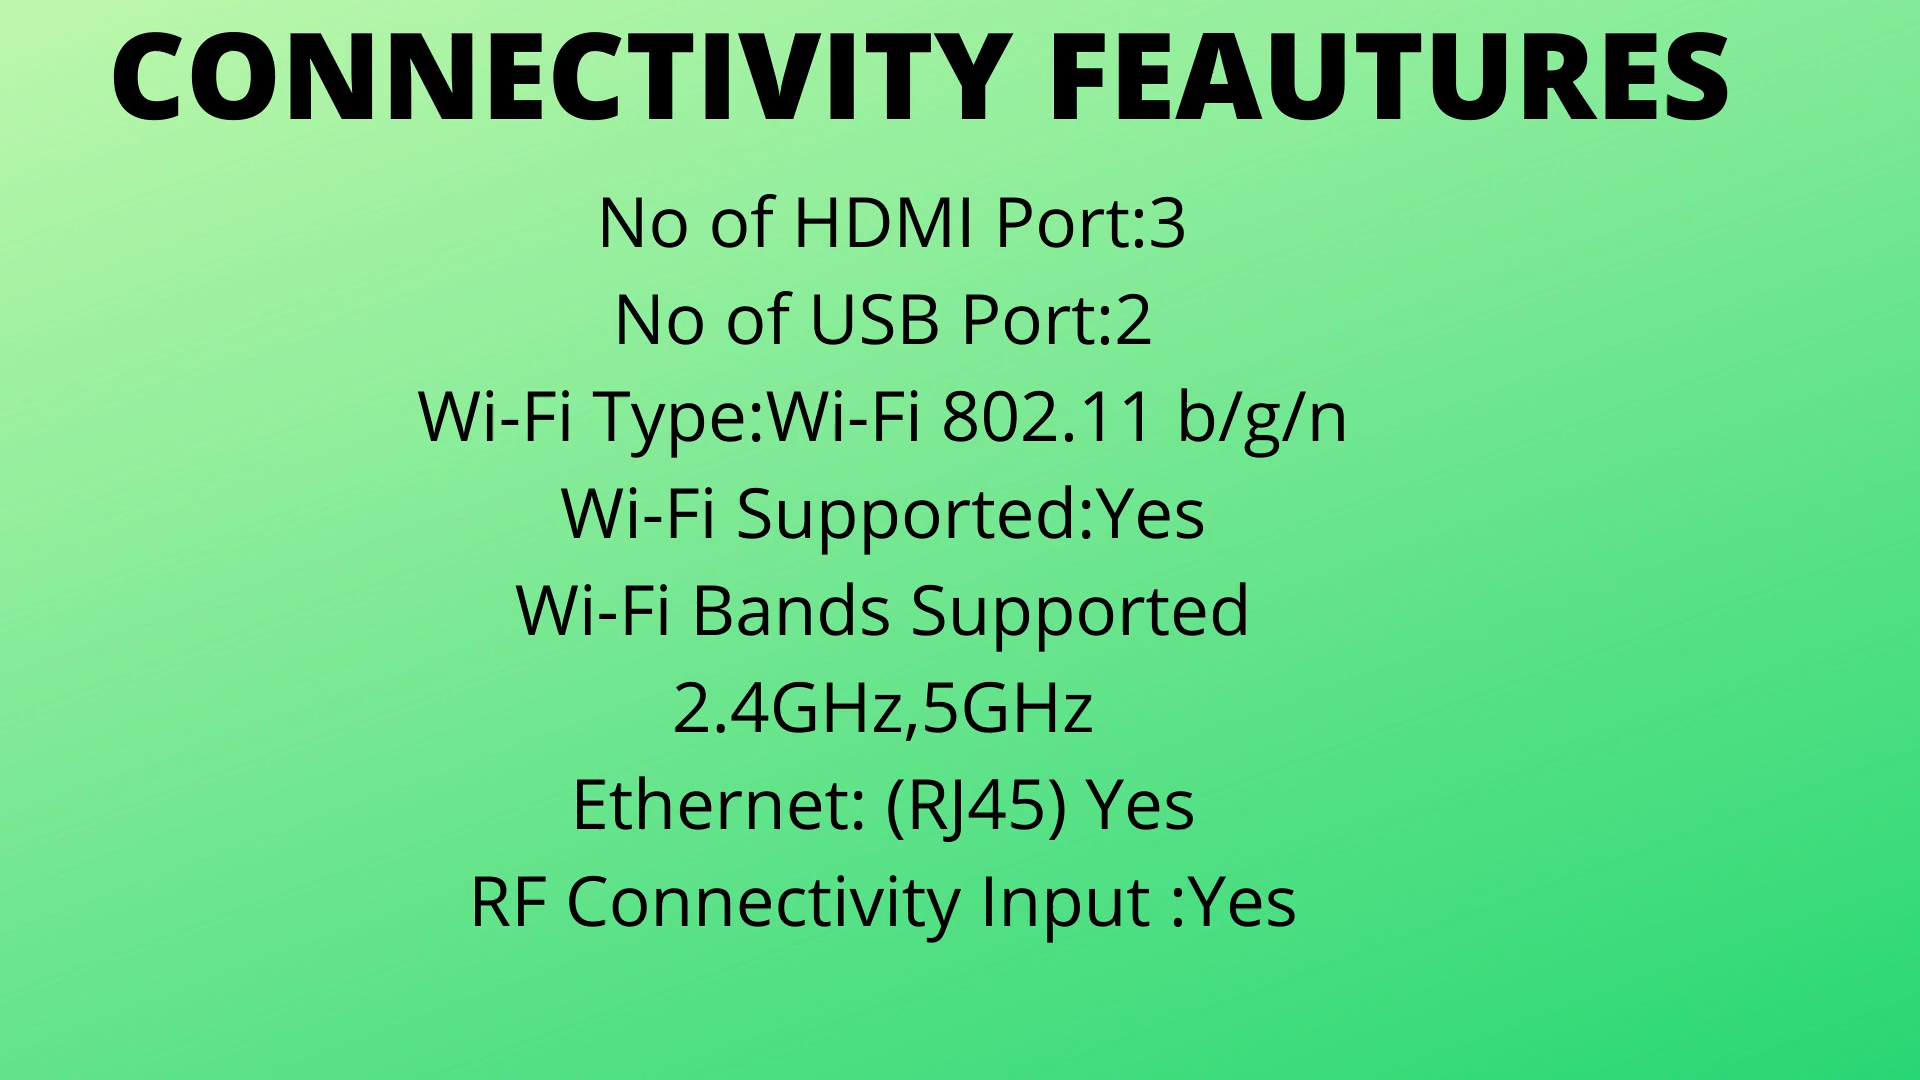 CONNECTIVITY FEAUTURES
No of HDMI Port:3
No of USB Port:2
Wi-Fi Type:Wi-Fi 802.11 b/g/n
Wi-Fi Supported:Yes
Wi-Fi Bands Supported
2.4GHz,5GHz
Ethernet: (RJ45) Yes
RF Connectivity Input :Yes